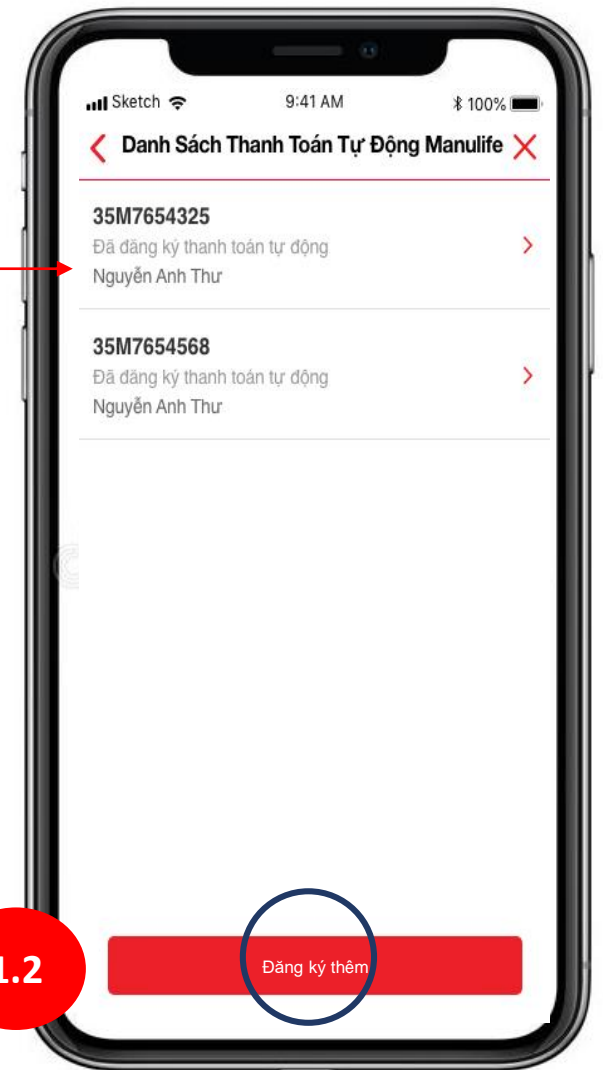 Sketch 9:41 AM 100%
Danh Sách Thanh Toán Tự Động Manulife
35M7654325
Đã đăng ký thanh toán tự động
Nguyễn Anh Thư
35M7654568
Đã đăng ký thanh toán tự động
Nguyễn Anh Thư
Đăng ký thêm
1.2